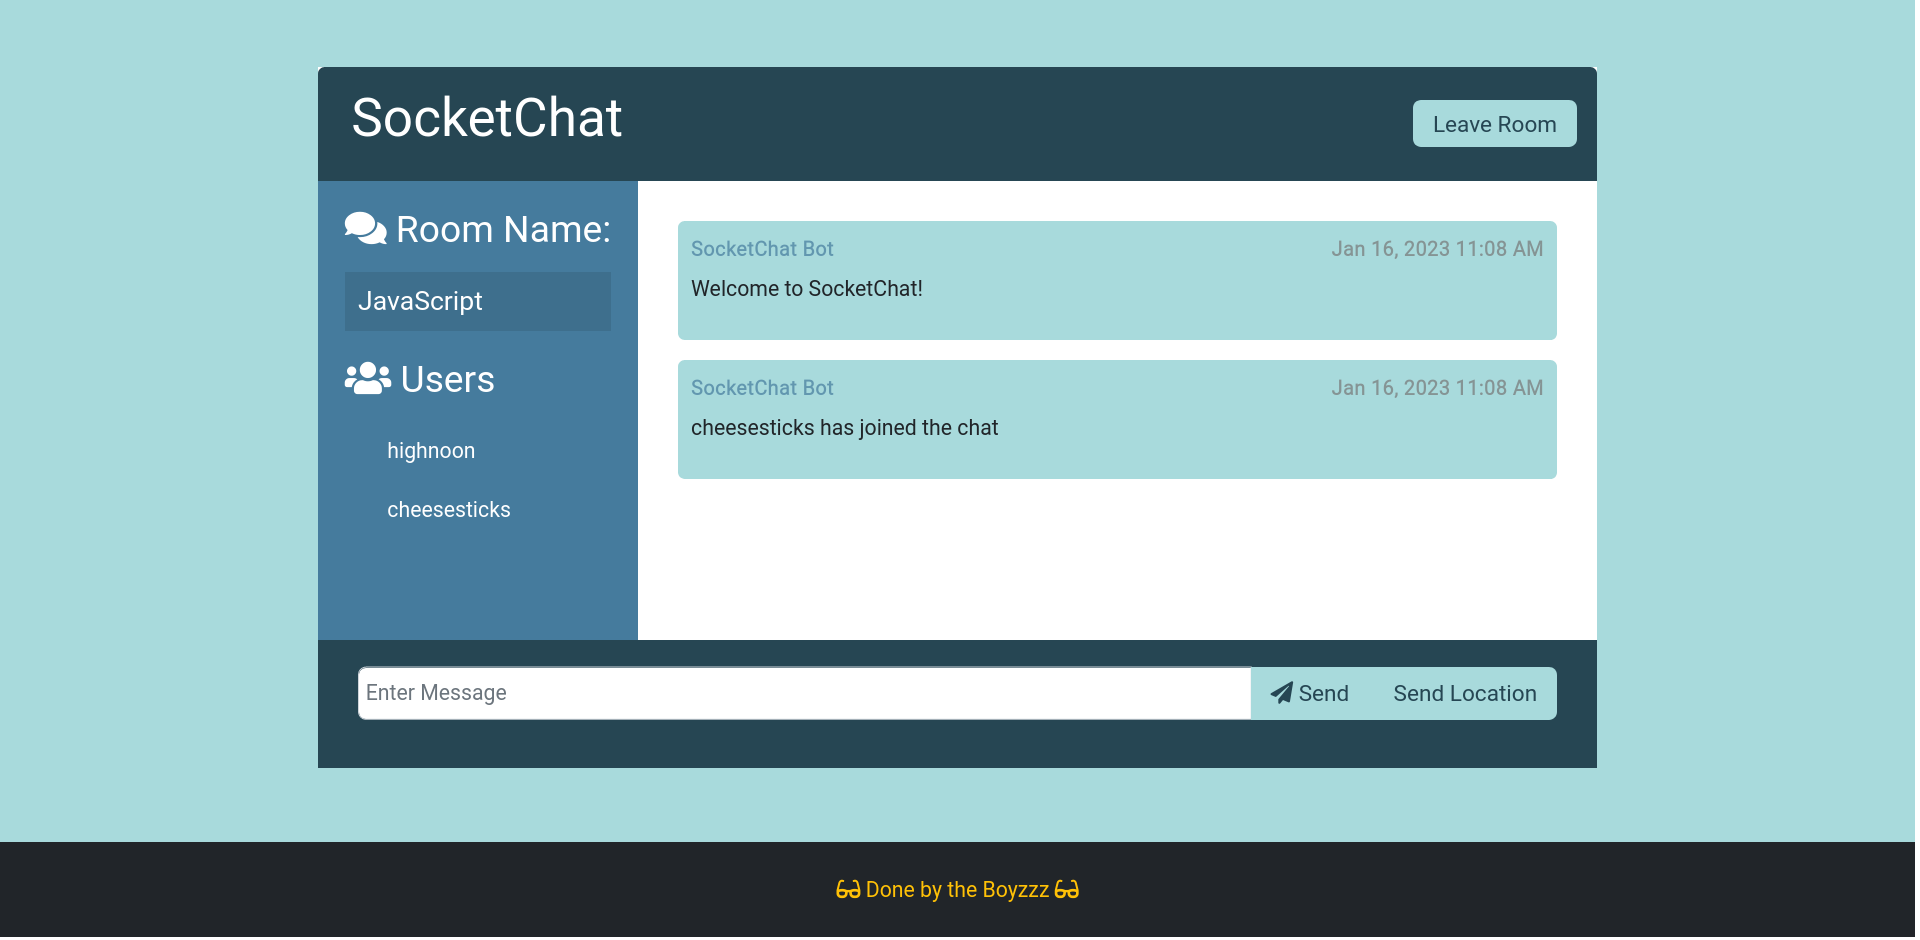 SocketChat
Leave Room
Room Name:
JavaScript
Users
highnoon
cheesesticks
SocketChat Bot Jan 16, 2023 11:08 AM
Welcome to SocketChat!
SocketChat Bot Jan 16, 2023 11:08 AM
cheesesticks has joined the chat
Enter Message
Send
Send Location
Done by the Boyzzz